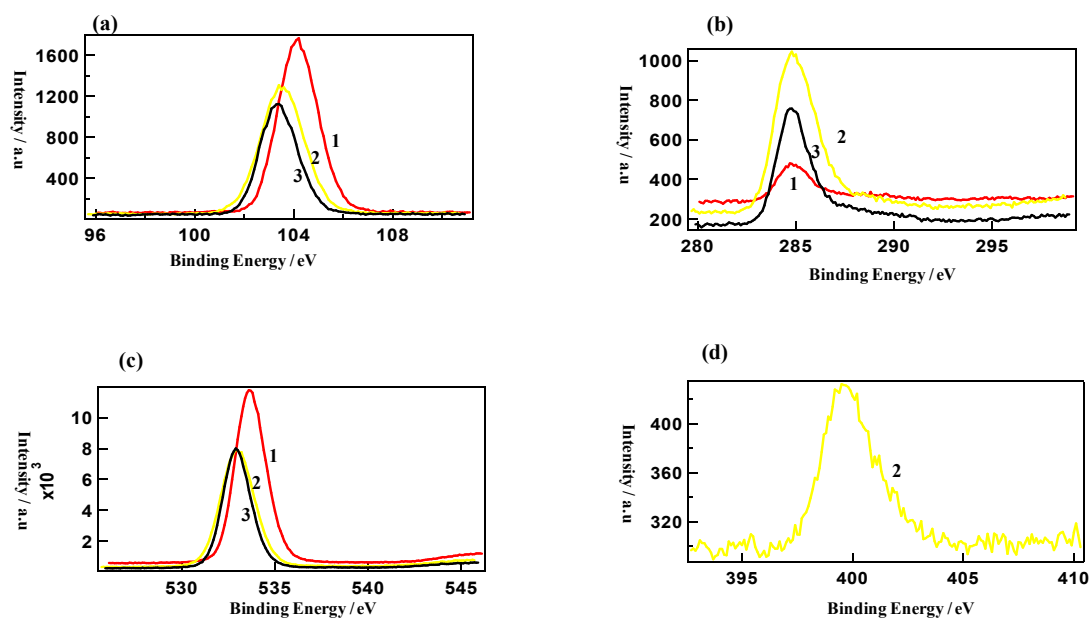 (a)
1600
1200
800
400
Intensity / a.u
1
2
3
96 100 104 108
Binding Energy / eV
(b)
1000
800
600
400
200
Intensity / a.u
2
3
1
280 285 290 295
Binding Energy / eV
(c)
10
8
6
4
2
Intensity / a.u
x10³
1
2
3
530 535 540 545
Binding Energy / eV
(d)
400
360
320
Intensity / a.u
2
395 400 405 410
Binding Energy / eV